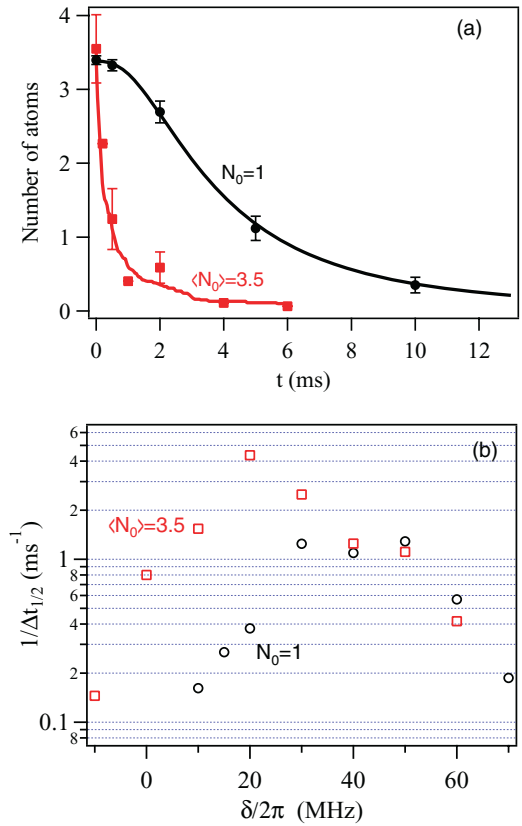 (a)
4
3
2
1
0
Number of atoms
N₀=1
⟨N₀⟩=3.5
0 2 4 6 8 10 12
t (ms)
(b)
6
4
2
1
8
6
4
2
0.1
8
1/Δt₁/₂ (ms⁻¹)
⟨N₀⟩=3.5
N₀=1
0 20 40 60
δ/2π (MHz)